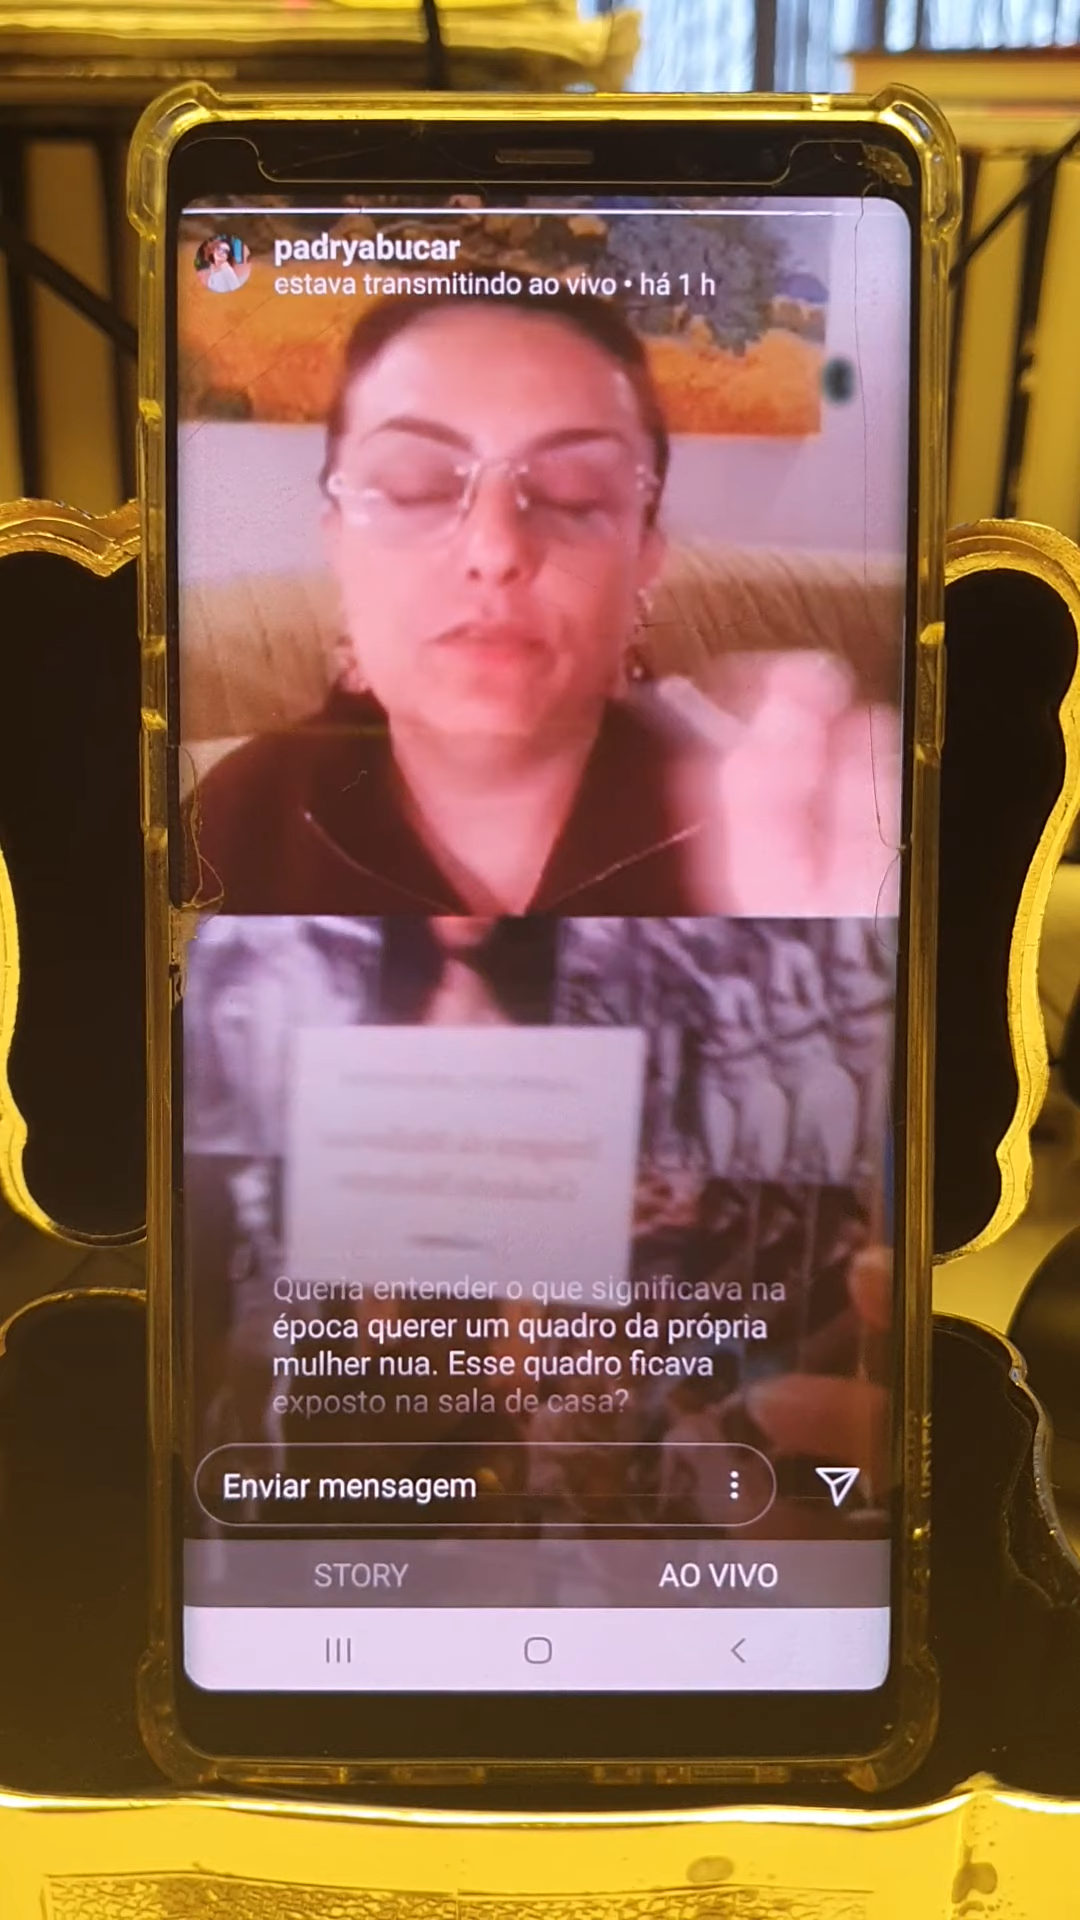 padryabucar
estava transmitindo ao vivo • há 1 h
Queria entender o que significava na
época querer um quadro da própria
mulher nua. Esse quadro ficava
exposto na sala de casa?
Enviar mensagem
STORY
AO VIVO